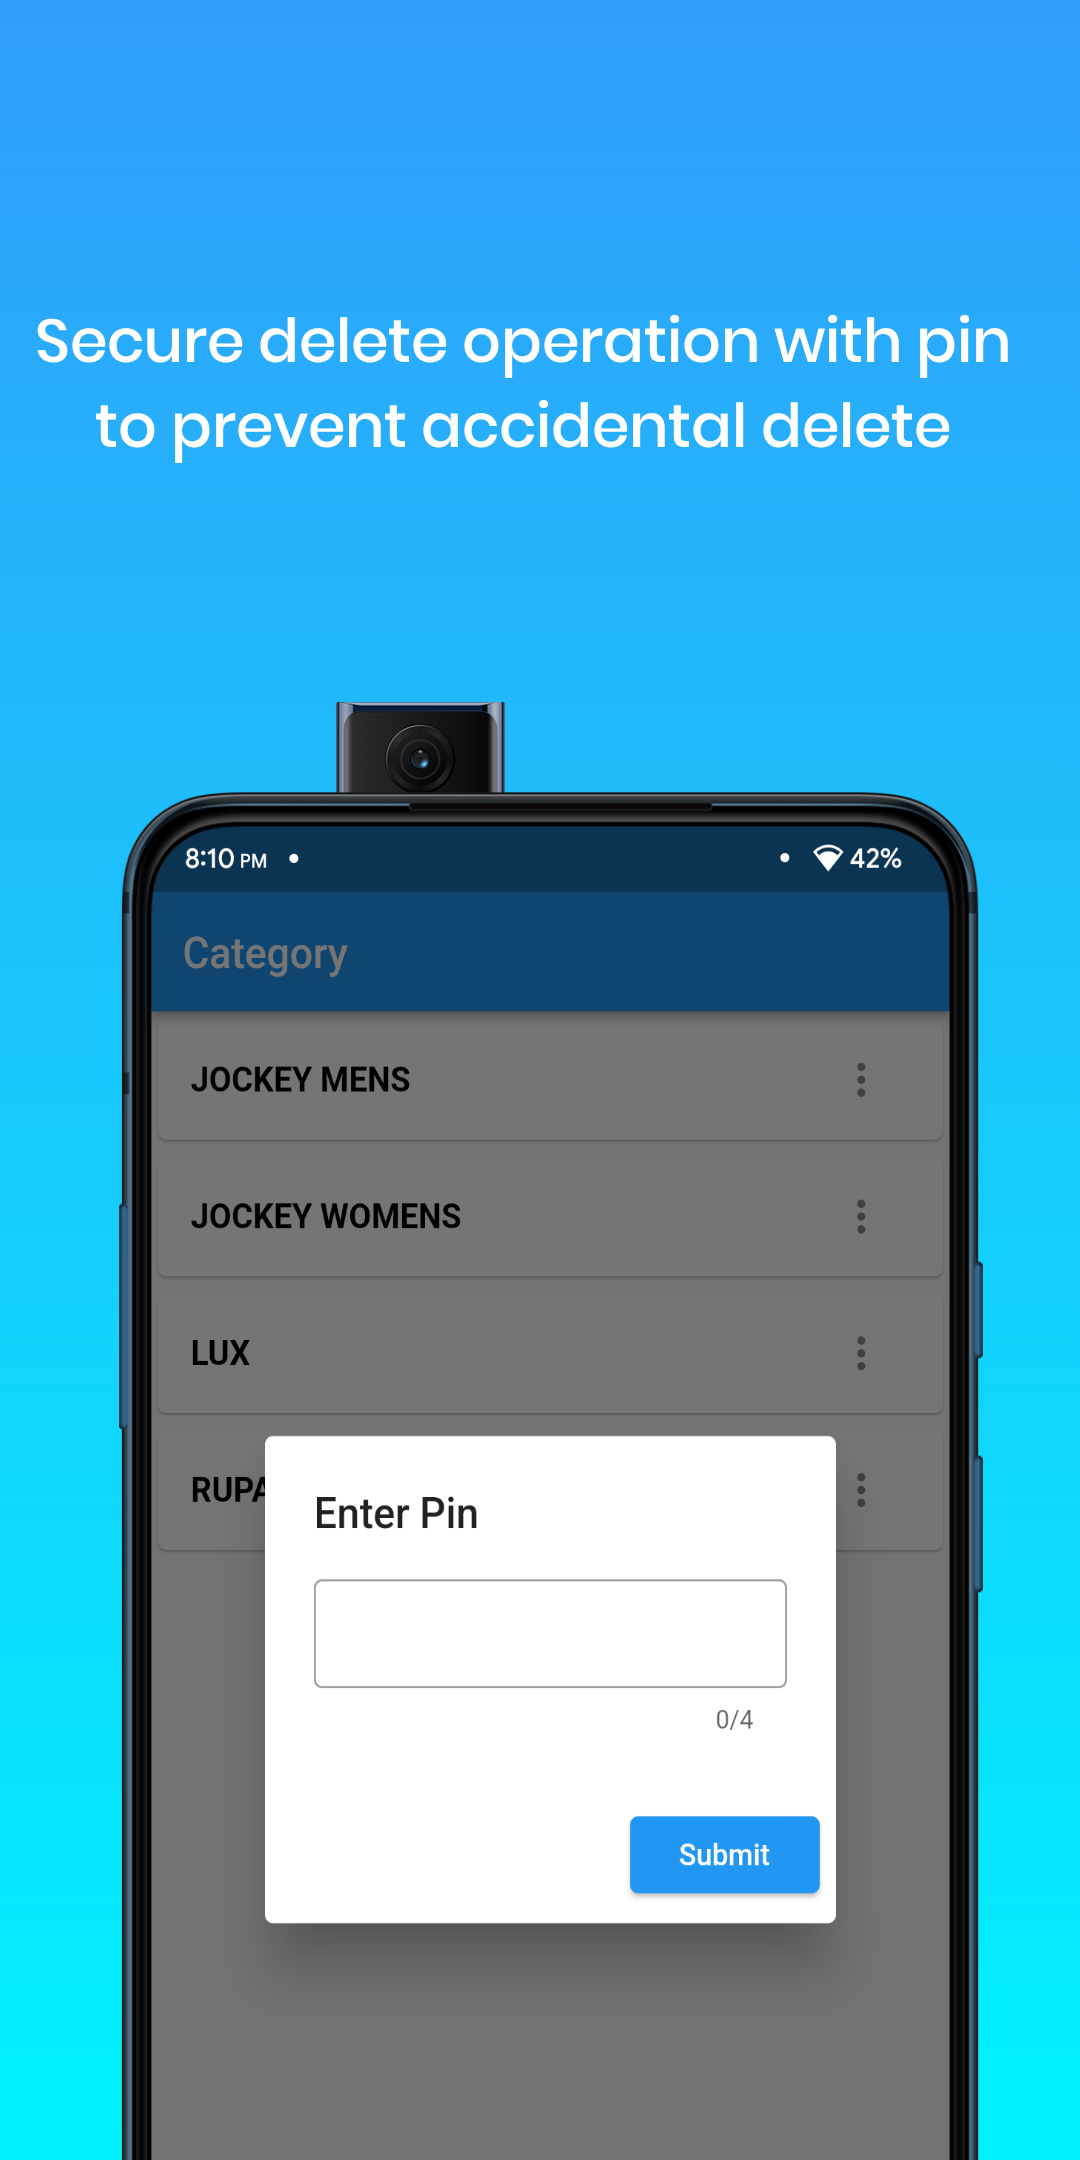 Secure delete operation with pin
to prevent accidental delete
8:10 PM
42%
Category
JOCKEY MENS
JOCKEY WOMENS
LUX
Enter Pin
0/4
Submit